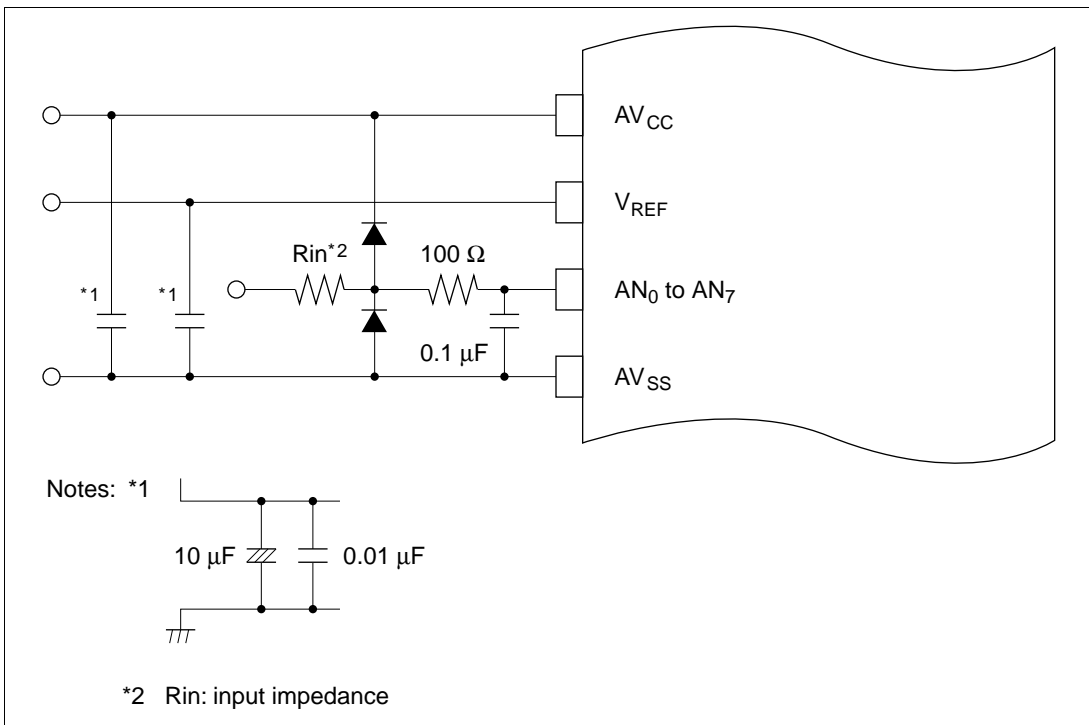 AVCC
VREF
Rin*2
100 Ω
*1
*1
AN0 to AN7
0.1 μF
AVSS
Notes: *1
10 μF
0.01 μF
*2 Rin: input impedance